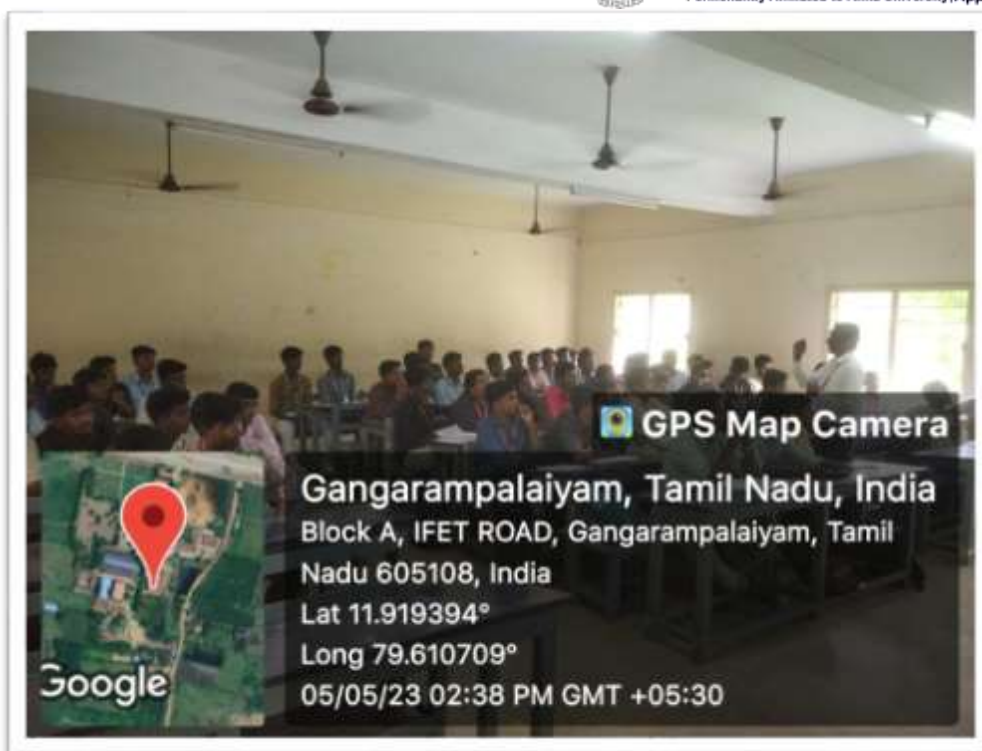 GPS Map Camera
Gangarampalaiyam, Tamil Nadu, India
Block A, IFET ROAD, Gangarampalaiyam, Tamil
Nadu 605108, India
Lat 11.919394°
Long 79.610709°
05/05/23 02:38 PM GMT +05:30
Google